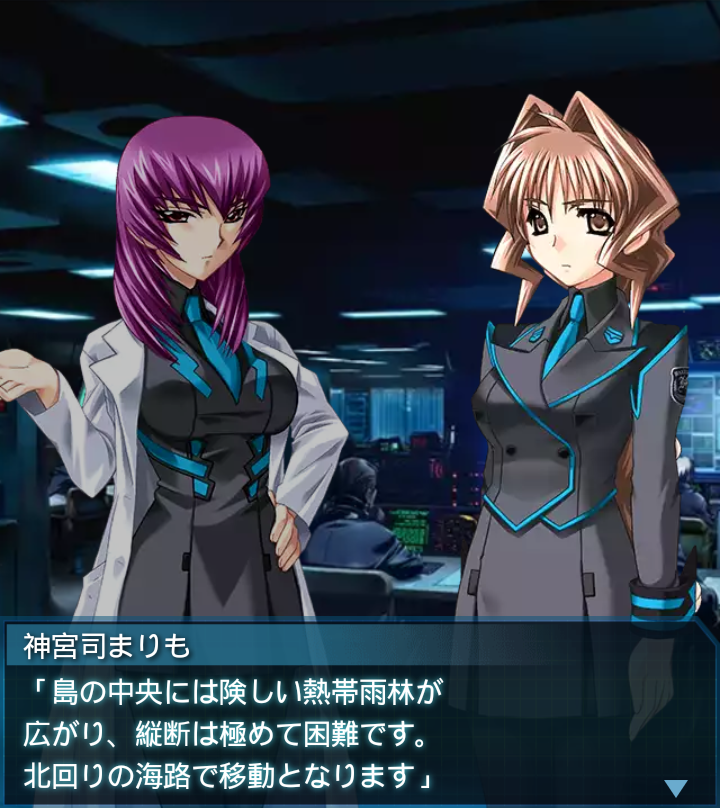 神宮司まりも
「島の中央には険しい熱帯雨林が
広がり、縦断は極めて困難です。
北回りの海路で移動となります」